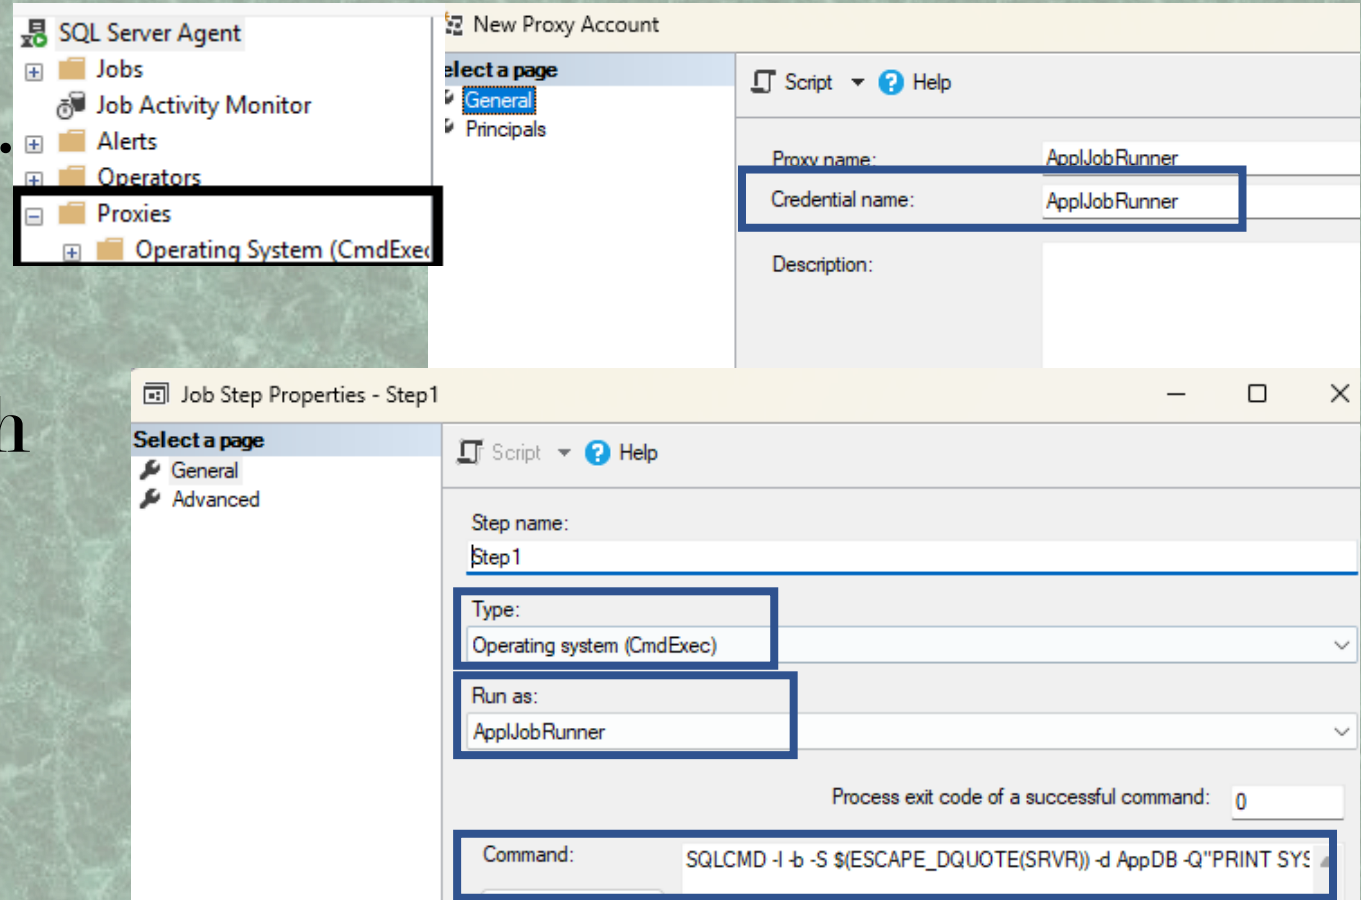 SQL Server Agent
Jobs
Job Activity Monitor
Alerts
Operators
Proxies
Operating System (CmdExec
New Proxy Account
elect a page
General
Principals
Script Help
Proxy name: ApplJobRunner
Credential name: ApplJobRunner
Description:
h
Job Step Properties - Step1
Select a page
General
Advanced
Script Help
Step name:
Step1
Type:
Operating system (CmdExec)
Run as:
ApplJobRunner
Process exit code of a successful command: 0
Command: SQLCMD -I -b -S $(ESCAPE_DQUOTE(SRVR)) -d AppDB -Q"PRINT SYS